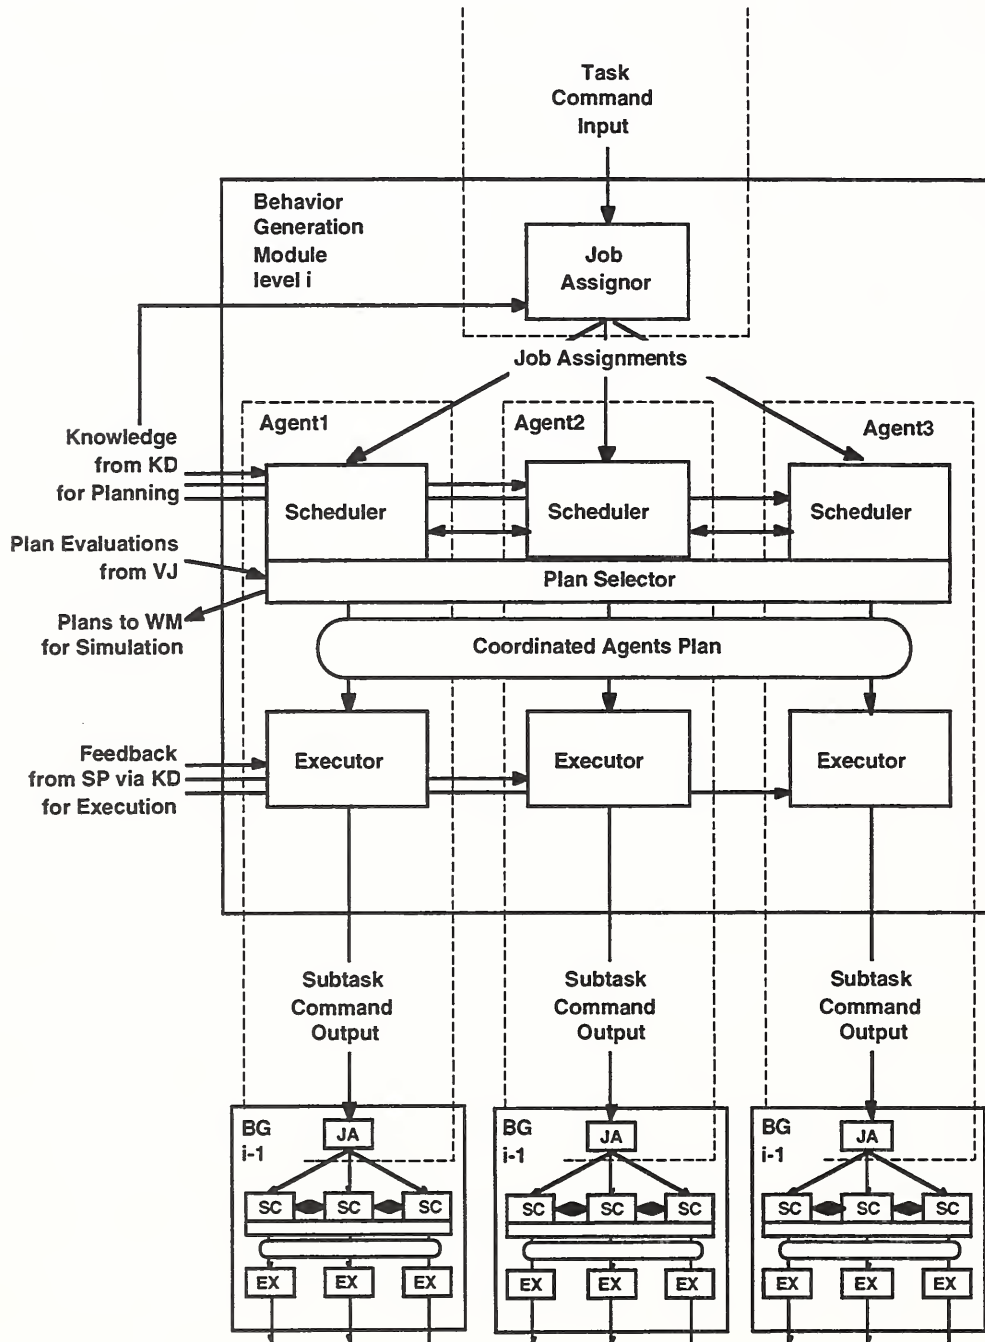 Task
Command
Input
Behavior
Generation
Module
level i
Job
Assignor
Job Assignments
Agent1
Agent2
Agent3
Knowledge
from KD
for Planning
Scheduler
Scheduler
Scheduler
Plan Evaluations
from VJ
Plan Selector
Plans to WM
for Simulation
Coordinated Agents Plan
Feedback
from SP via KD
for Execution
Executor
Executor
Executor
Subtask
Command
Output
Subtask
Command
Output
Subtask
Command
Output
BG
i-1
JA
SC
SC
SC
EX
EX
EX
BG
i-1
JA
SC
SC
SC
EX
EX
EX
BG
i-1
JA
SC
SC
SC
EX
EX
EX